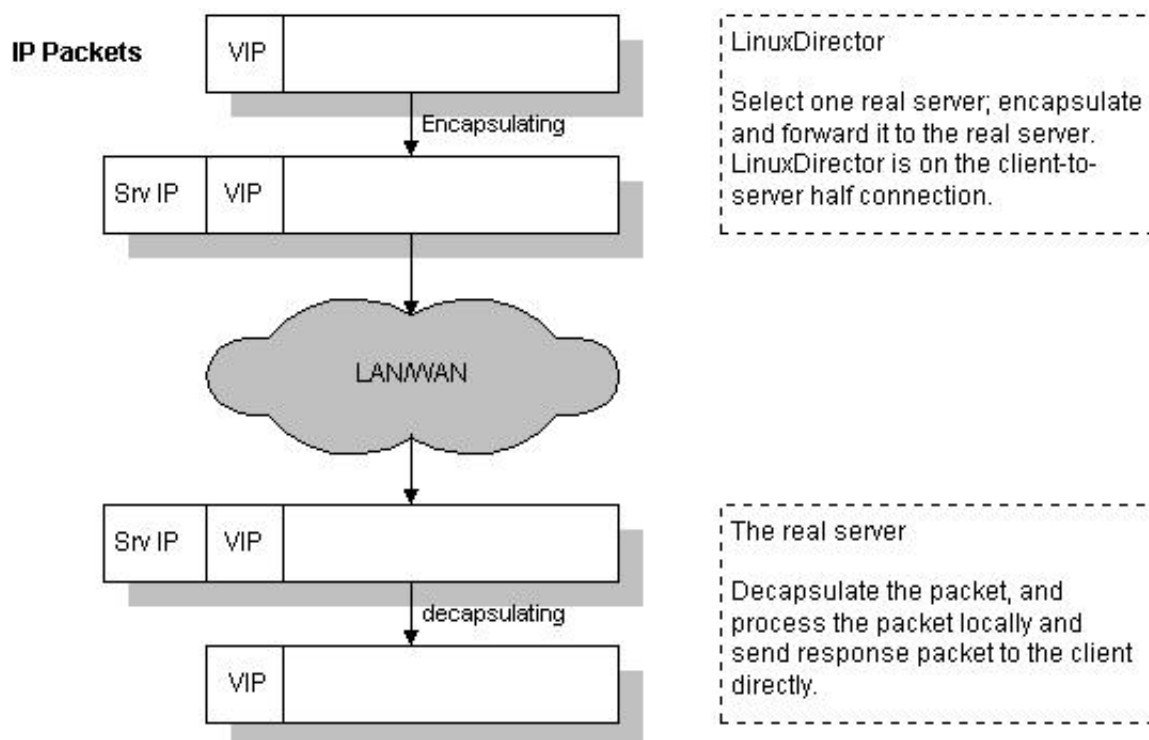 IP Packets
VIP
LinuxDirector
Select one real server; encapsulate
and forward it to the real server.
LinuxDirector is on the client-to-
server half connection.
Encapsulating
Srv IP VIP
LAN/WAN
Srv IP VIP
The real server
Decapsulate the packet, and
process the packet locally and
send response packet to the client
directly.
decapsulating
VIP